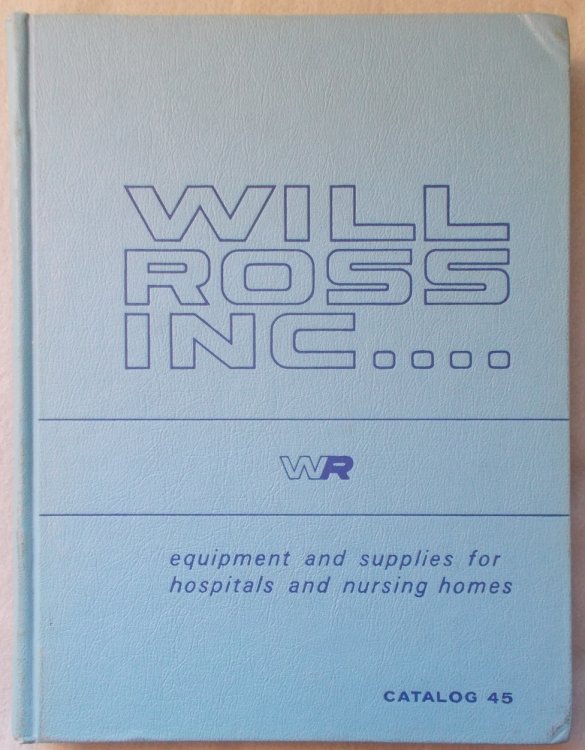 WILL
ROSS
INC....
WR
equipment and supplies for
hospitals and nursing homes
CATALOG 45